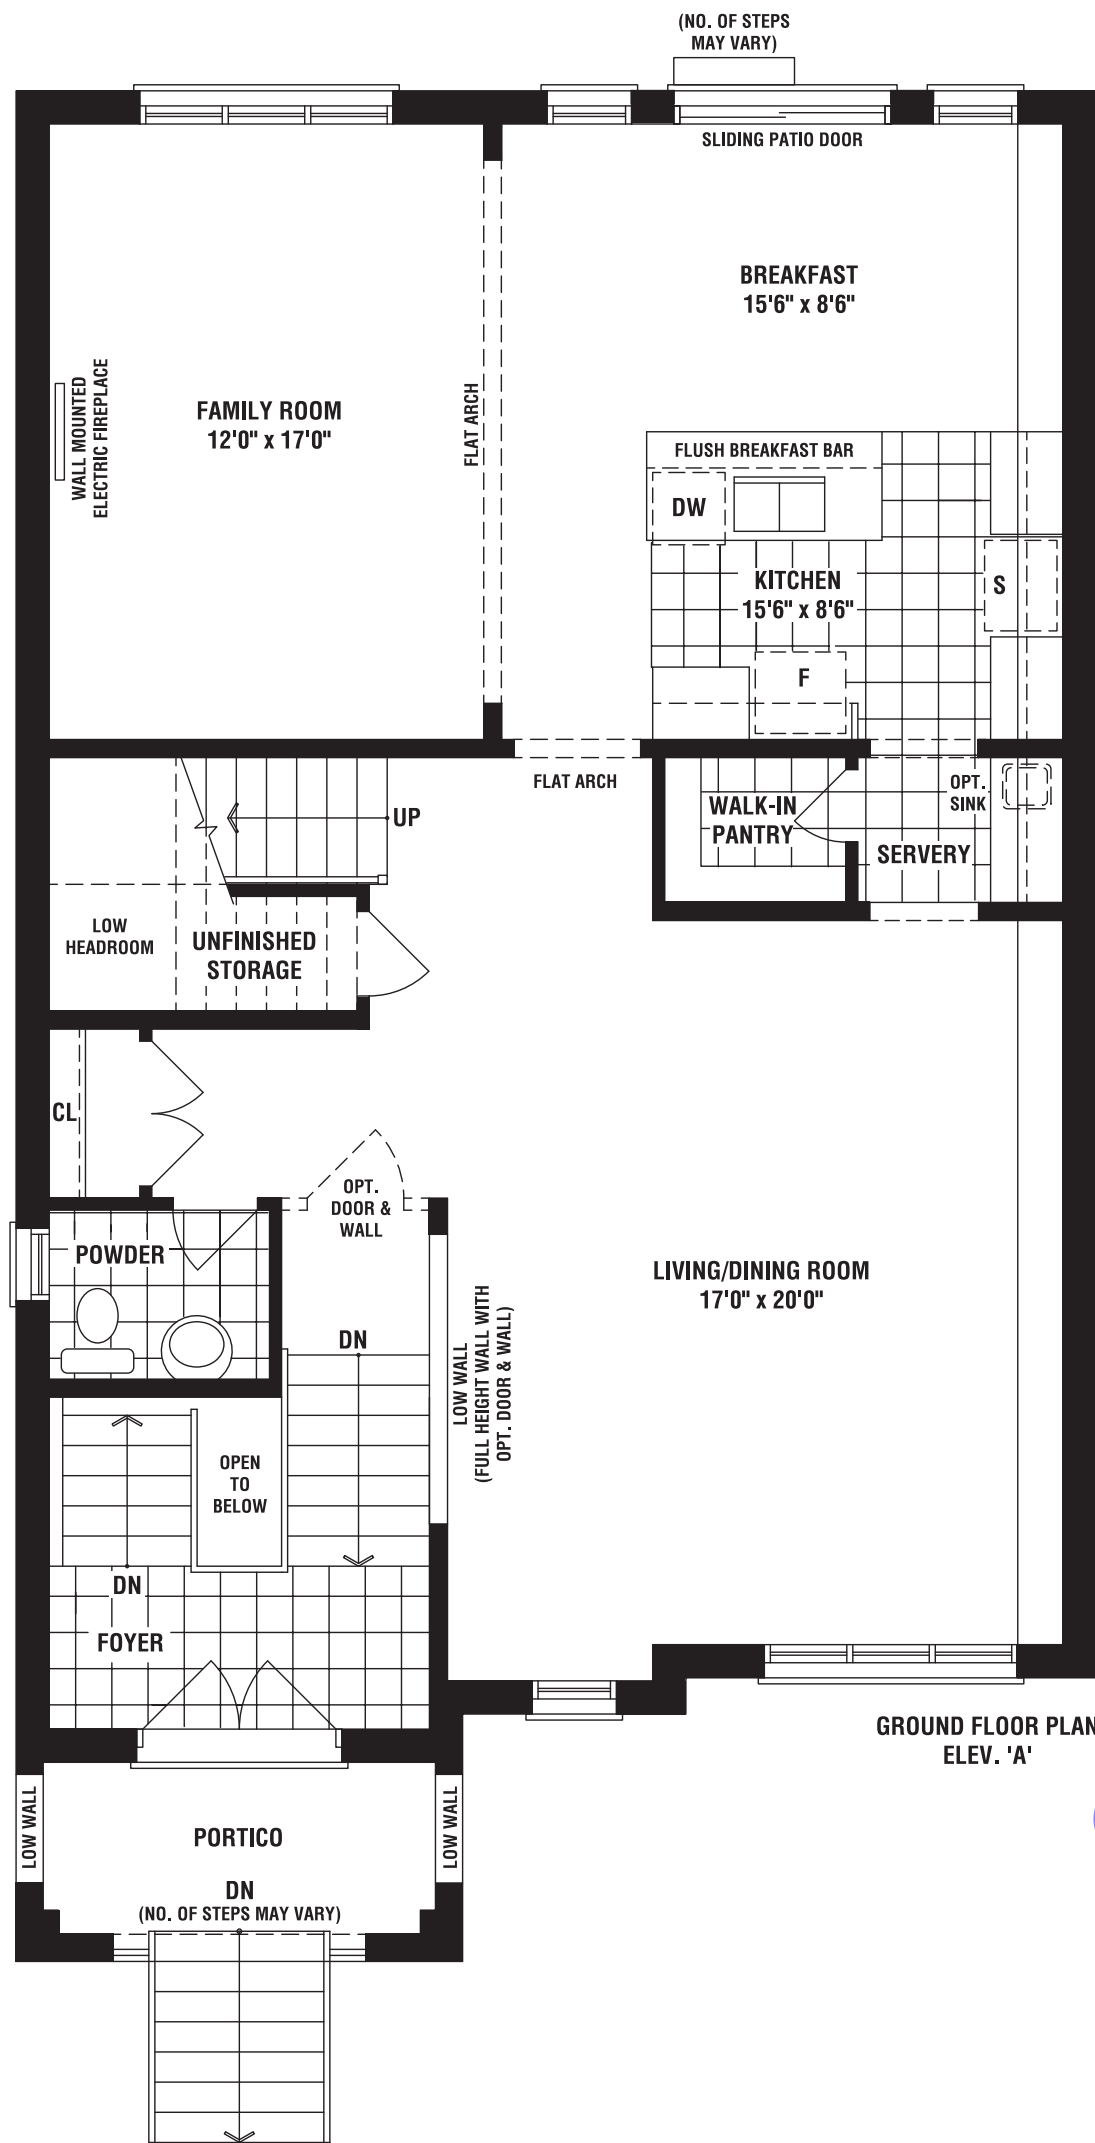 (NO. OF STEPS
MAY VARY)
SLIDING PATIO DOOR
BREAKFAST
15'6" x 8'6"
WALL MOUNTED
ELECTRIC FIREPLACE
FAMILY ROOM
12'0" x 17'0"
FLAT ARCH
FLUSH BREAKFAST BAR
DW
KITCHEN
15'6" x 8'6"
S
F
FLAT ARCH
UP
WALK-IN
PANTRY
OPT.
SINK
SERVERY
LOW
HEADROOM
UNFINISHED
STORAGE
CL
OPT.
DOOR &
WALL
POWDER
LIVING/DINING ROOM
17'0" x 20'0"
DN
LOW WALL
(FULL HEIGHT WALL WITH
OPT. DOOR & WALL)
OPEN
TO
BELOW
DN
FOYER
GROUND FLOOR PLAN
ELEV. 'A'
LOW WALL
PORTICO
LOW WALL
DN
(NO. OF STEPS MAY VARY)